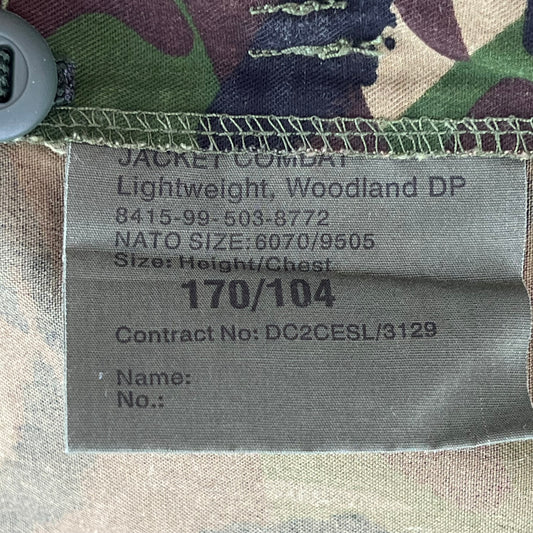 JACKET COMBAT
Lightweight, Woodland DP
8415-99-503-8772
NATO SIZE:6070/9505
Size: Height/Chest
170/104
Contract No: DC2CESL/3129
Name:
No.: